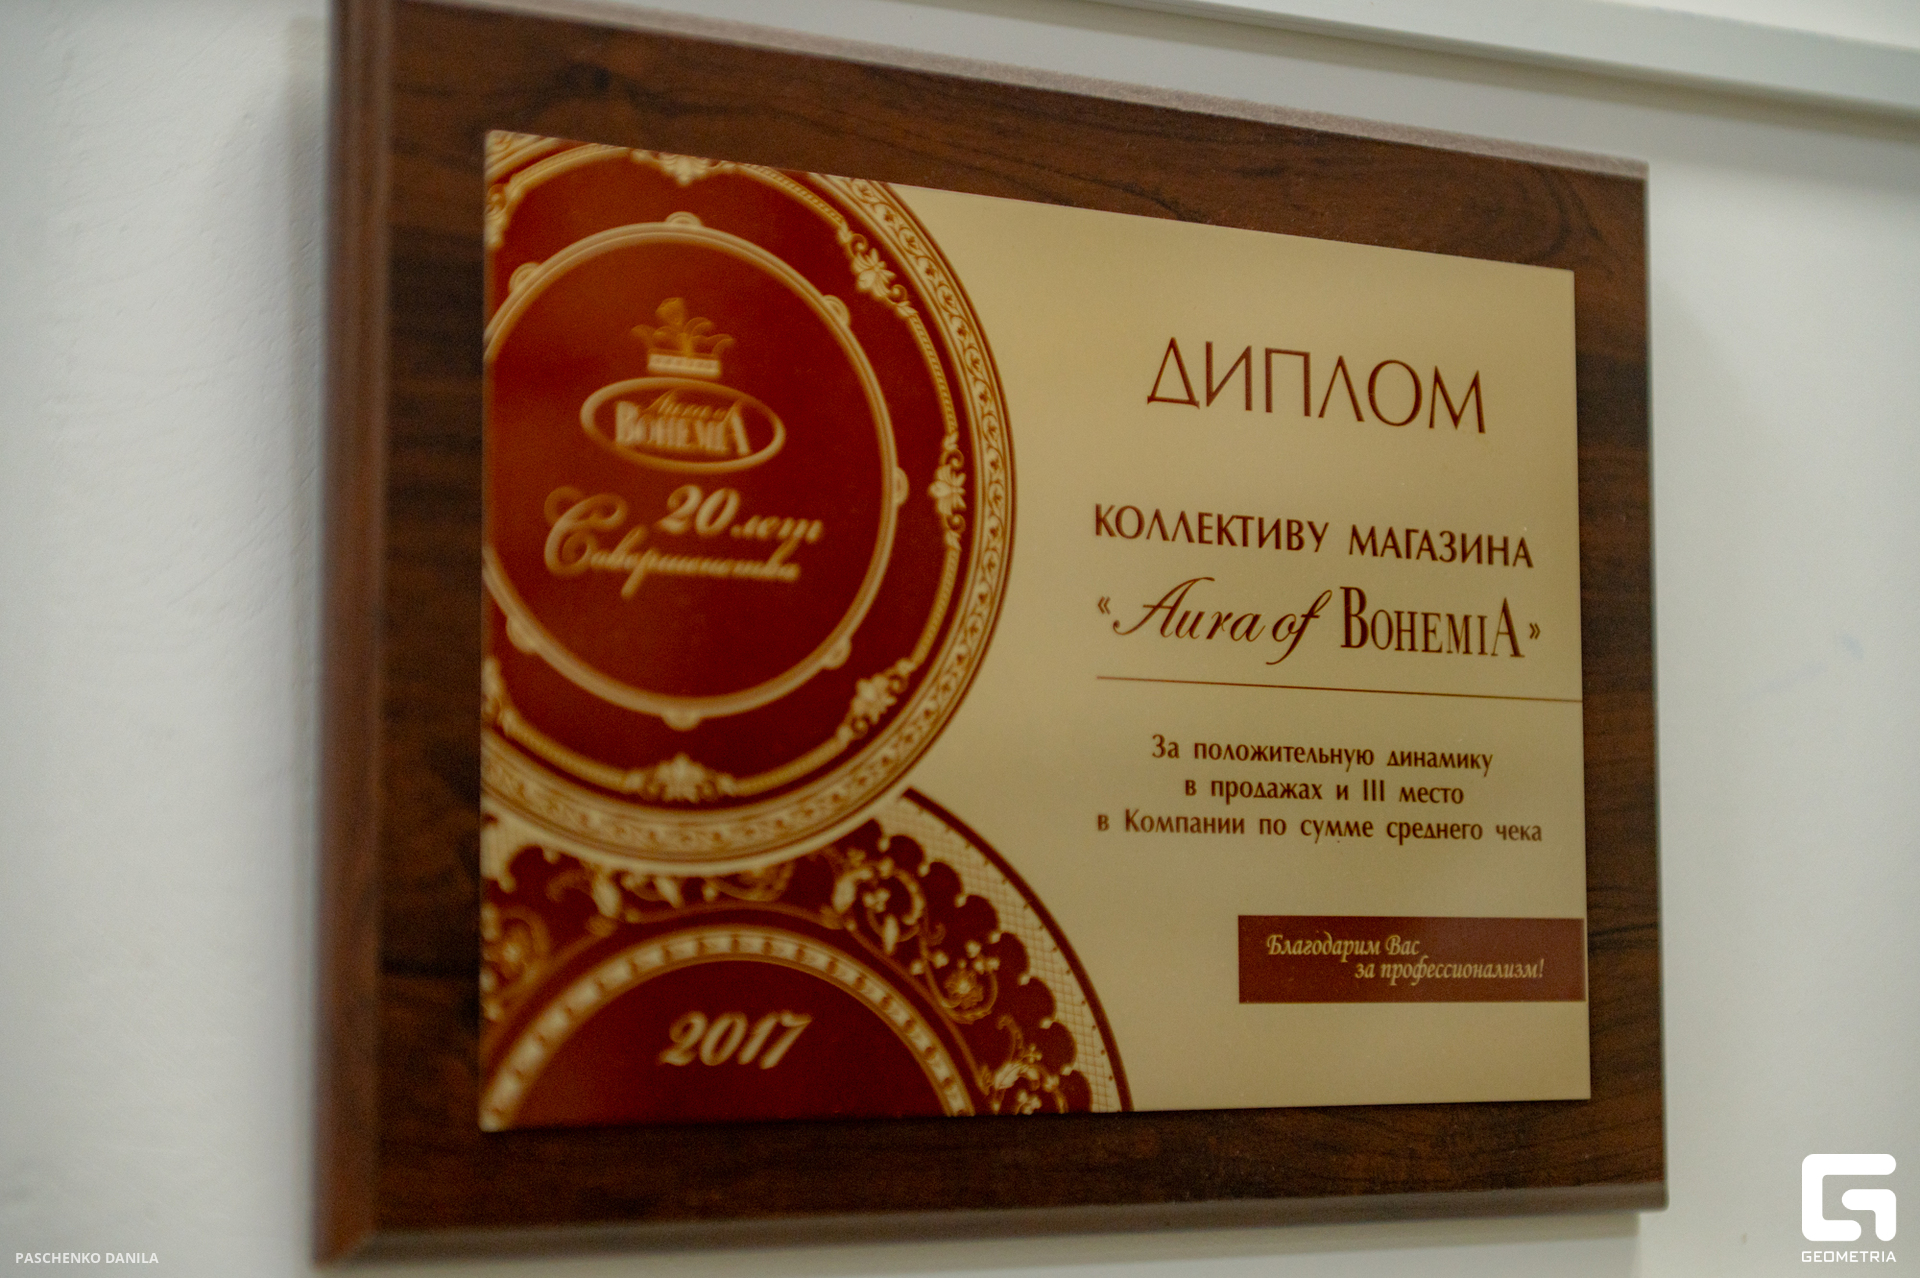 Aura of
BOHEMIA
20 лет
Совершенства
2017
ДИПЛОМ
КОЛЛЕКТИВУ МАГАЗИНА
«Aura of BOHEMIA»
За положительную динамику
в продажах и III место
в Компании по сумме среднего чека
Благодарим Вас
за профессионализм!
PASCHENKO DANILA
GEOMETRIA